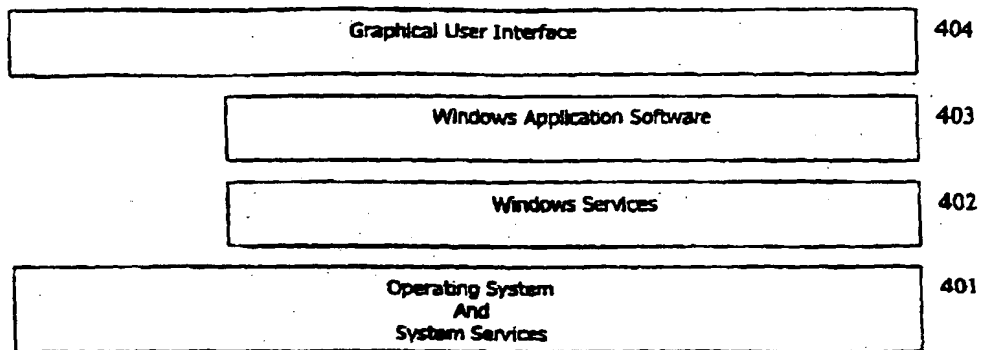 Graphical User Interface 404
Windows Application Software 403
Windows Services 402
Operating System 401
And
System Services